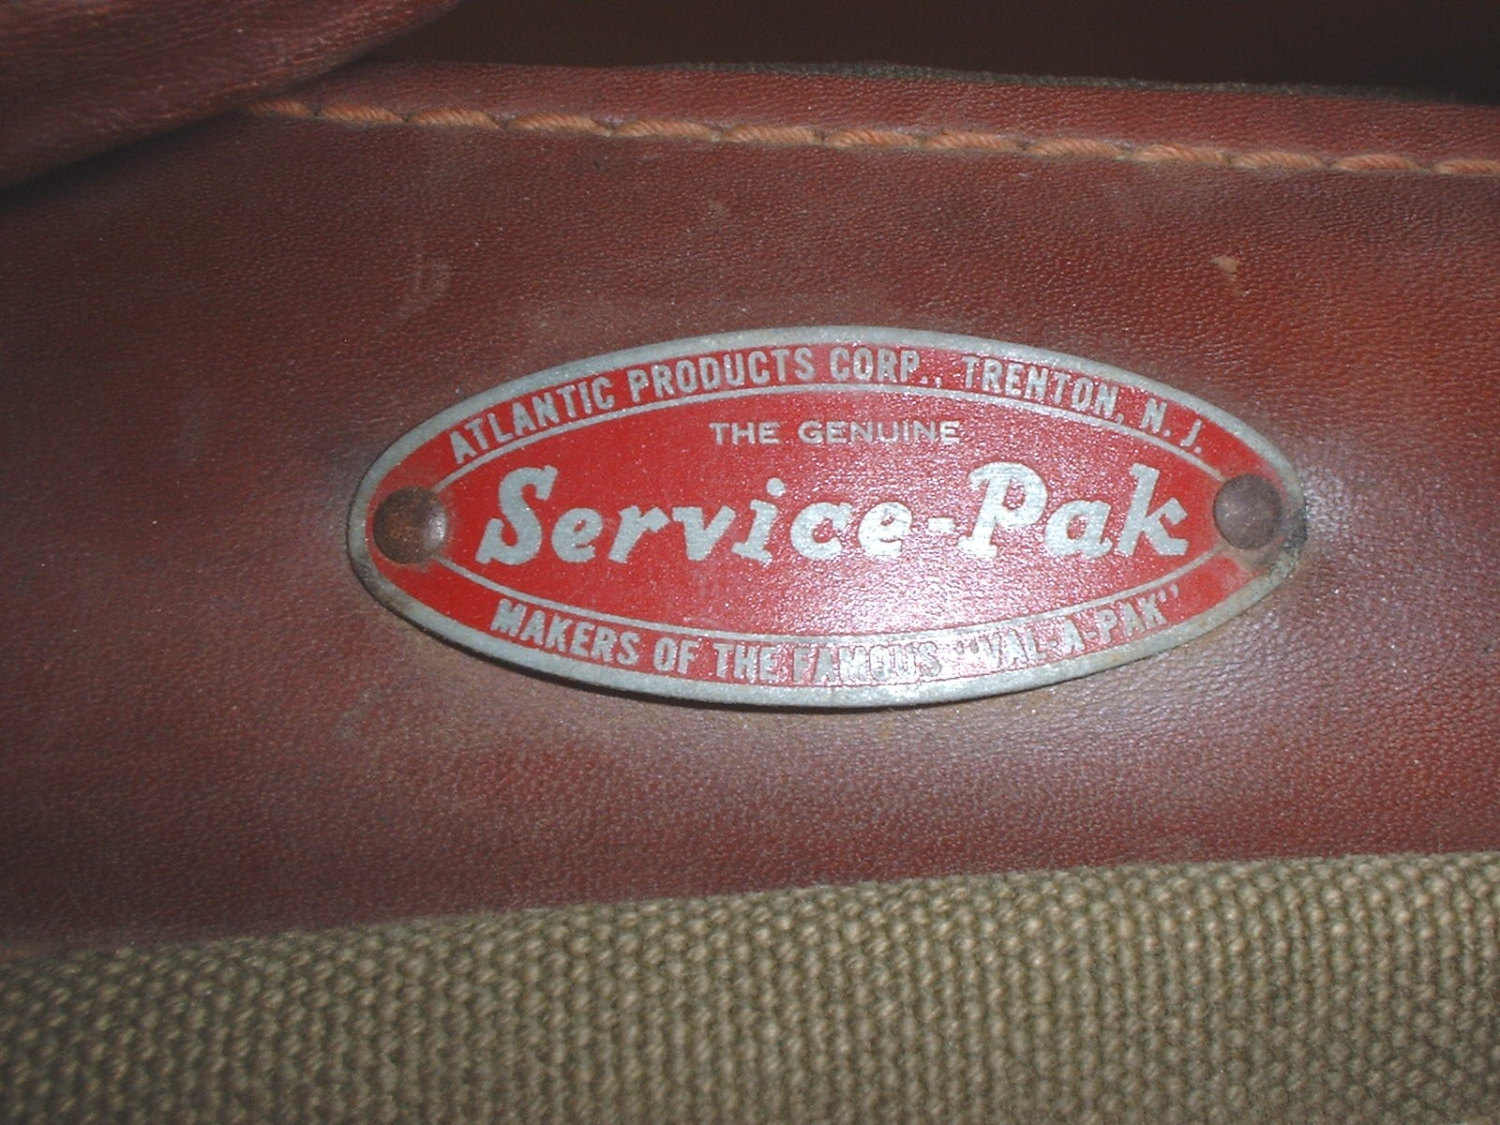 ATLANTIC PRODUCTS CORP., TRENTON, N. J.
THE GENUINE
Service-Pak
MAKERS OF THE FAMOUS "VAL-A-PAK"